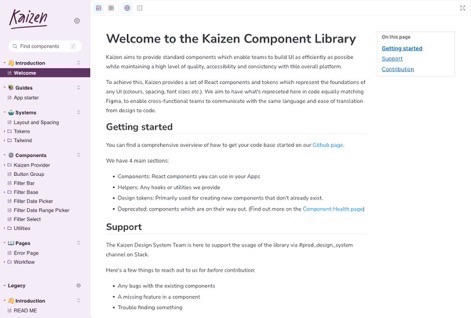 Kaizen
Find components
/
Introduction
Welcome
Guides
App starter
Systems
Layout and Spacing
Tokens
Tailwind
Components
Kaizen Provider
Button Group
Filter Bar
Filter Base
Filter Date Picker
Filter Date Range Picker
Filter Select
Utilities
Pages
Error Page
Workflow
Legacy
Introduction
READ ME
Welcome to the Kaizen Component Library
Kaizen aims to provide standard components which enable teams to build UI as efficiently as possible
while maintaining a high level of quality, accessibility and consistency with the overall platform.
To achieve this, Kaizen provides a set of React components and tokens which represent the foundations of
any UI (colours, spacing, font sizes etc.). We aim to have what's represented here in code equally matching
Figma, to enable cross-functional teams to communicate with the same language and ease of translation
from design to code.
Getting started
You can find a comprehensive overview of how to get your code base started on our Github page.
We have 4 main sections:
• Components: React components you can use in your Apps
• Helpers: Any hooks or utilities we provide
• Design tokens: Primarily used for creating new components that don't already exist.
• Deprecated: components which are on their way out. (Find out more on the Component Health page)
Support
The Kaizen Design System Team is here to support the usage of the library via #prod_design_system
channel on Slack.
Here's a few things to reach out to us for before contribution:
• Any bugs with the existing components
• A missing feature in a component
• Trouble finding something
On this page
Getting started
Support
Contribution